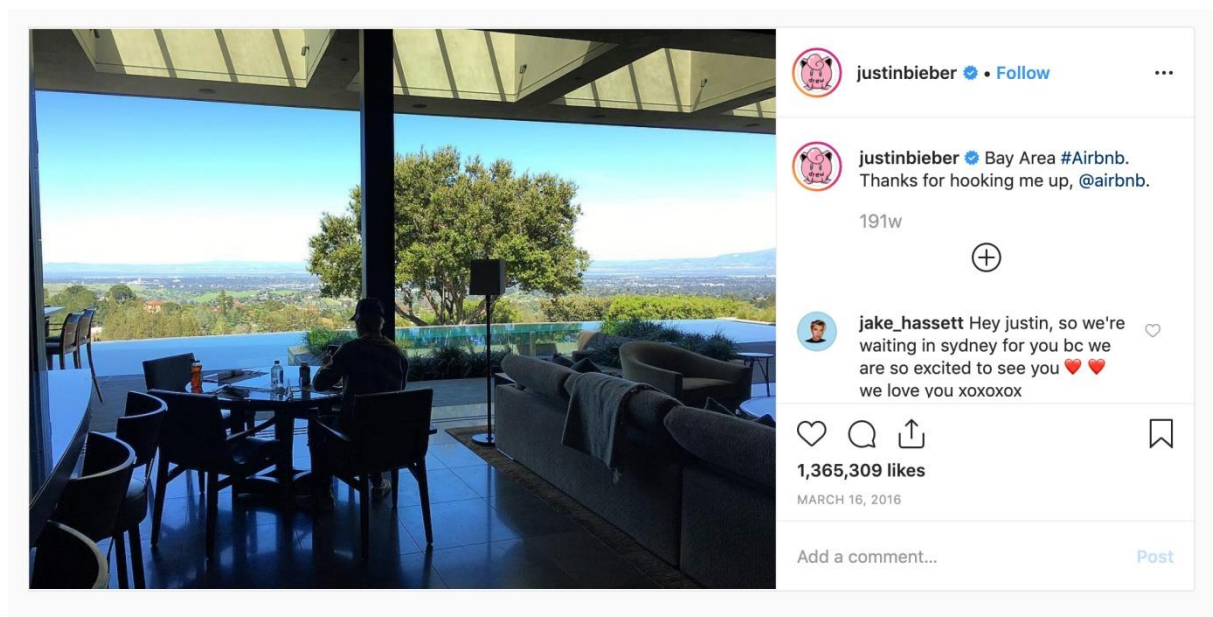 justinbieber • Follow
justinbieber Bay Area #Airbnb.
Thanks for hooking me up, @airbnb.
191w
jake_hassett Hey justin, so we're
waiting in sydney for you bc we
are so excited to see you ❤️ ❤️
we love you xoxoxox
1,365,309 likes
MARCH 16, 2016
Add a comment... Post